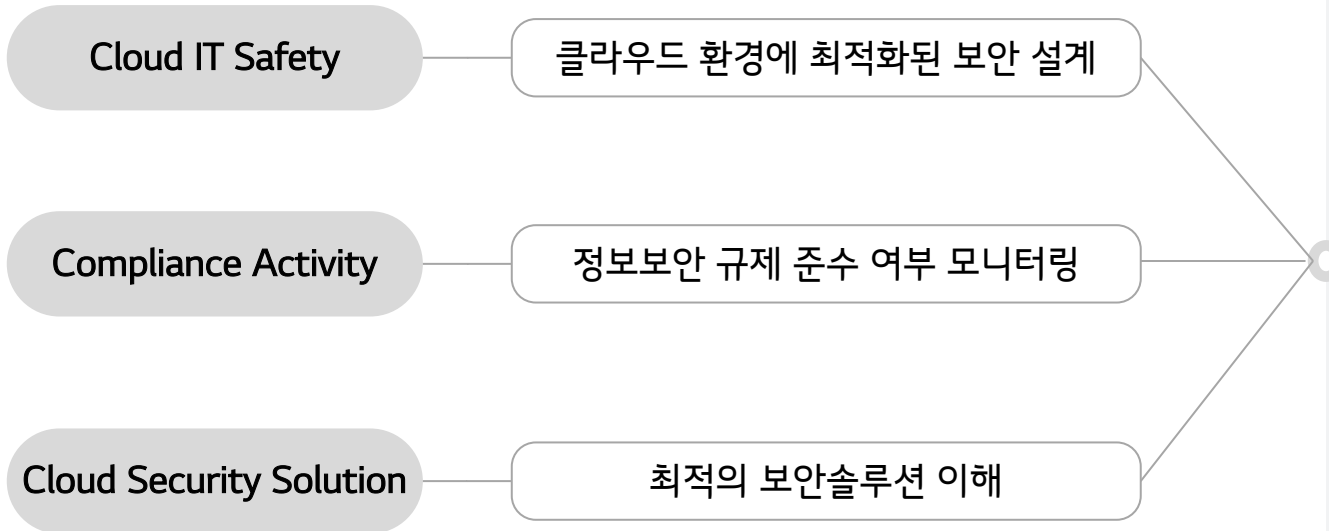 Cloud IT Safety
클라우드 환경에 최적화된 보안 설계
Compliance Activity
정보보안 규제 준수 여부 모니터링
Cloud Security Solution
최적의 보안솔루션 이해